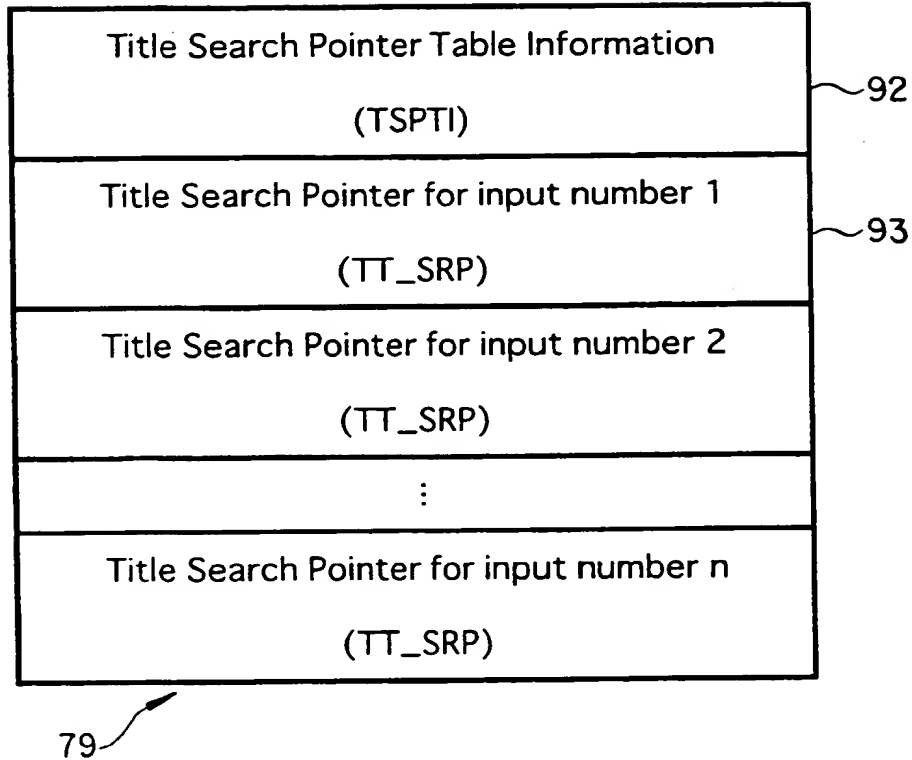 Title Search Pointer Table Information
(TSPTI)
92
Title Search Pointer for input number 1
(TT_SRP)
93
Title Search Pointer for input number 2
(TT_SRP)
⋮
Title Search Pointer for input number n
(TT_SRP)
79